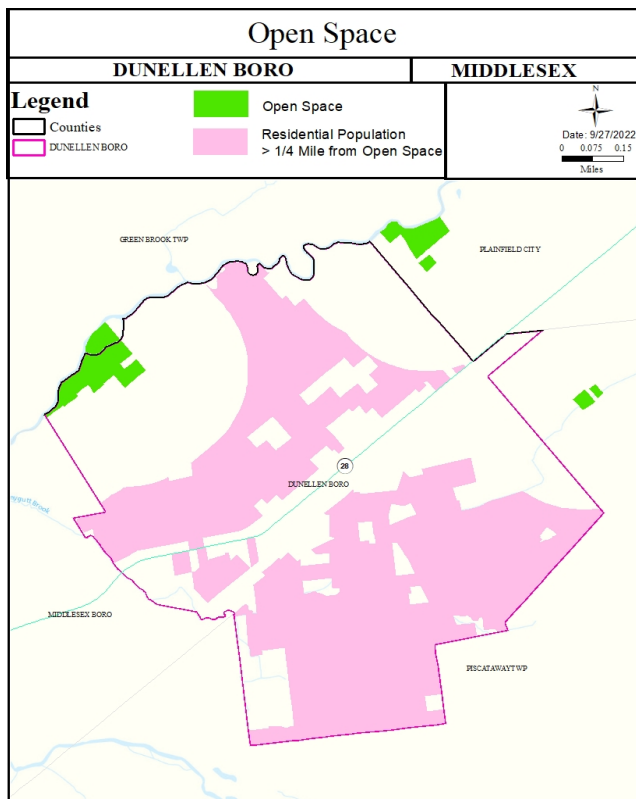 Open Space
DUNELLEN BORO
MIDDLESEX
Legend
Counties
DUNELLEN BORO
Open Space
Residential Population
> 1/4 Mile from Open Space
N
Date: 9/27/2022
0 0.075 0.15
Miles
GREEN BROOK TWP
PLAINFIELD CITY
28
DUNELLEN BORO
Brook
MIDDLESEX BORO
PISCATAWAY TWP